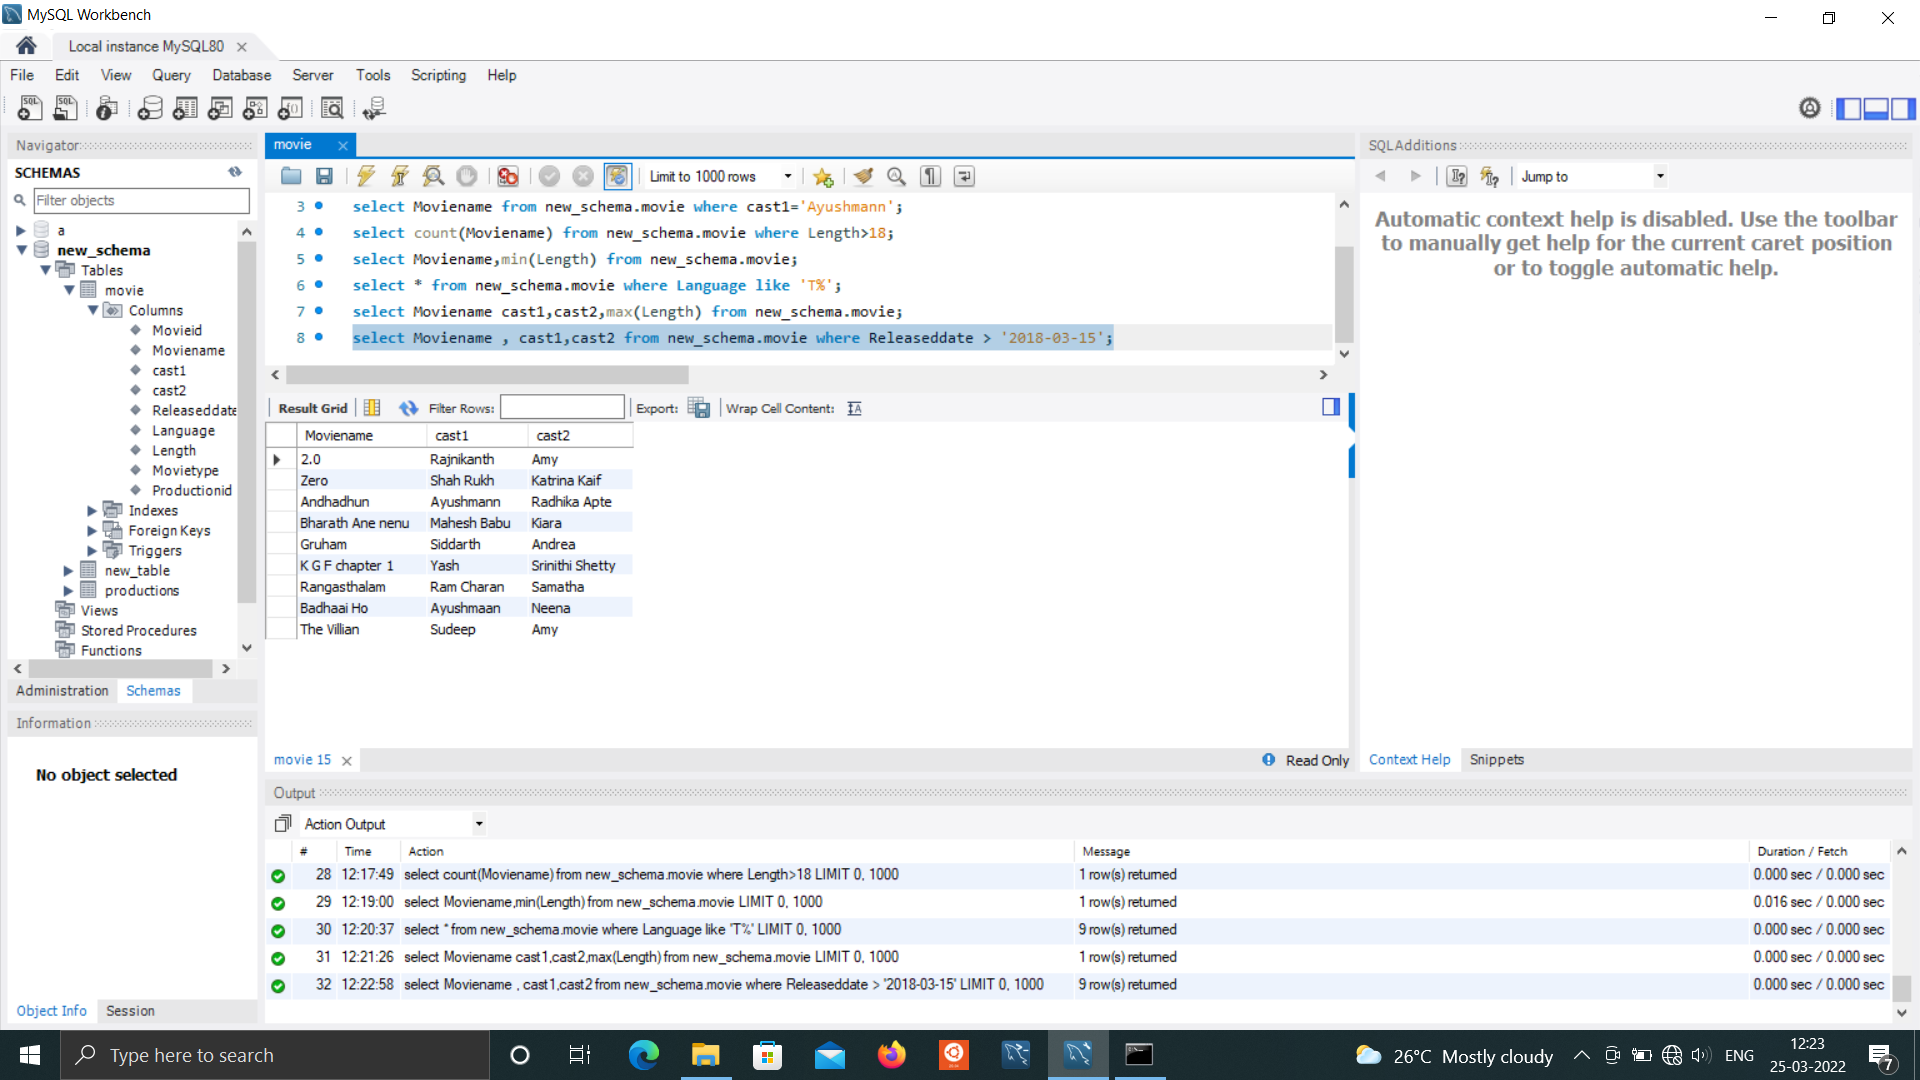 MySQL Workbench
Local instance MySQL80
File Edit View Query Database Server Tools Scripting Help
Navigator
SCHEMAS
Filter objects
a
new_schema
Tables
movie
Columns
Movieid
Moviename
cast1
cast2
Releaseddate
Language
Length
Movietype
Productionid
Indexes
Foreign Keys
Triggers
new_table
productions
Views
Stored Procedures
Functions
Administration Schemas
Information
No object selected
Object Info Session
movie
Limit to 1000 rows
3 select Moviename from new_schema.movie where cast1='Ayushmann';
4 select count(Moviename) from new_schema.movie where Length>18;
5 select Moviename,min(Length) from new_schema.movie;
6 select * from new_schema.movie where Language like 'T%';
7 select Moviename cast1,cast2,max(Length) from new_schema.movie;
8 select Moviename , cast1,cast2 from new_schema.movie where Releaseddate > '2018-03-15';
Result Grid Filter Rows: Export: Wrap Cell Content:
Moviename cast1 cast2
2.0 Rajnikanth Amy
Zero Shah Rukh Katrina Kaif
Andhadhun Ayushmann Radhika Apte
Bharath Ane nenu Mahesh Babu Kiara
Gruham Siddarth Andrea
K G F chapter 1 Yash Srinithi Shetty
Rangasthalam Ram Charan Samatha
Badhaai Ho Ayushmaan Neena
The Villian Sudeep Amy
movie 15 Read Only
SQLAdditions
Jump to
Automatic context help is disabled. Use the toolbar
to manually get help for the current caret position
or to toggle automatic help.
Context Help Snippets
Output
Action Output
# Time Action Message Duration / Fetch
28 12:17:49 select count(Moviename) from new_schema.movie where Length>18 LIMIT 0, 1000 1 row(s) returned 0.000 sec / 0.000 sec
29 12:19:00 select Moviename,min(Length) from new_schema.movie LIMIT 0, 1000 1 row(s) returned 0.016 sec / 0.000 sec
30 12:20:37 select * from new_schema.movie where Language like 'T%' LIMIT 0, 1000 9 row(s) returned 0.000 sec / 0.000 sec
31 12:21:26 select Moviename cast1,cast2,max(Length) from new_schema.movie LIMIT 0, 1000 1 row(s) returned 0.000 sec / 0.000 sec
32 12:22:58 select Moviename , cast1,cast2 from new_schema.movie where Releaseddate > '2018-03-15' LIMIT 0, 1000 9 row(s) returned 0.000 sec / 0.000 sec
Type here to search
26°C Mostly cloudy
ENG
12:23
25-03-2022
7